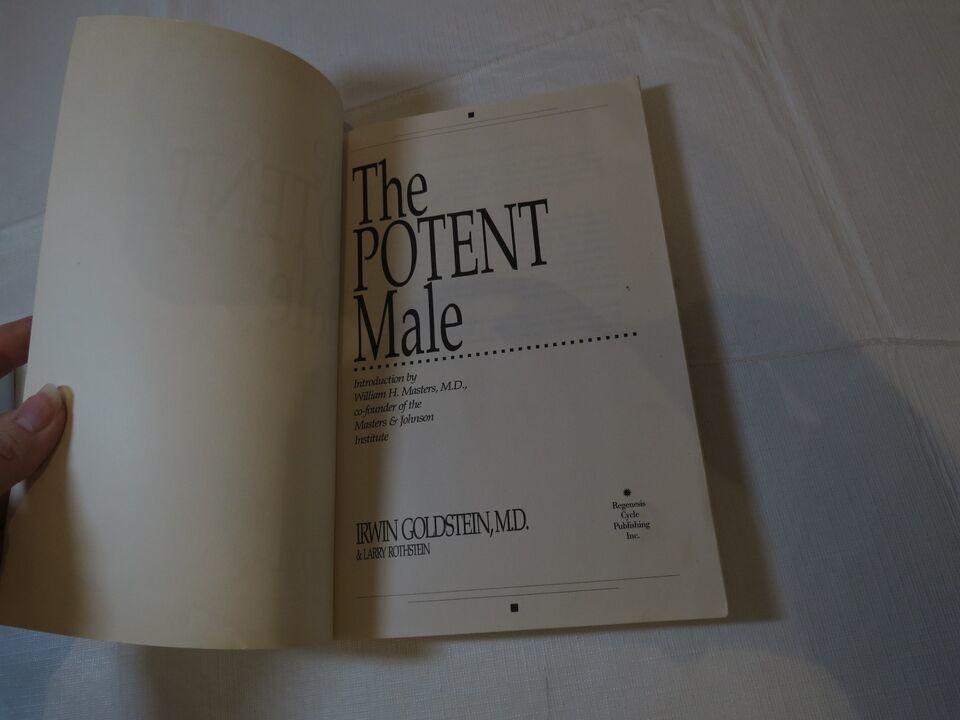 The
POTENT
Male
Introduction by
William H. Masters, M.D.,
co-founder of the
Masters & Johnson
Institute
IRWIN GOLDSTEIN, M.D.
& LARRY ROTHSTEIN
Regenesis
Cycle
Publishing
Inc.